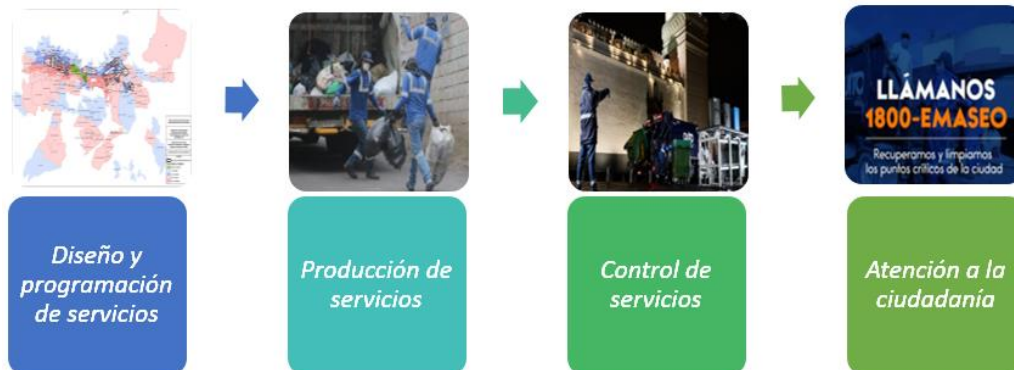 LLÁMANOS
1800-EMASEO
Recuperamos y limpiamos
los puntos críticos de la ciudad
Diseño y
programación
de servicios
Producción de
servicios
Control de
servicios
Atención a la
ciudadanía